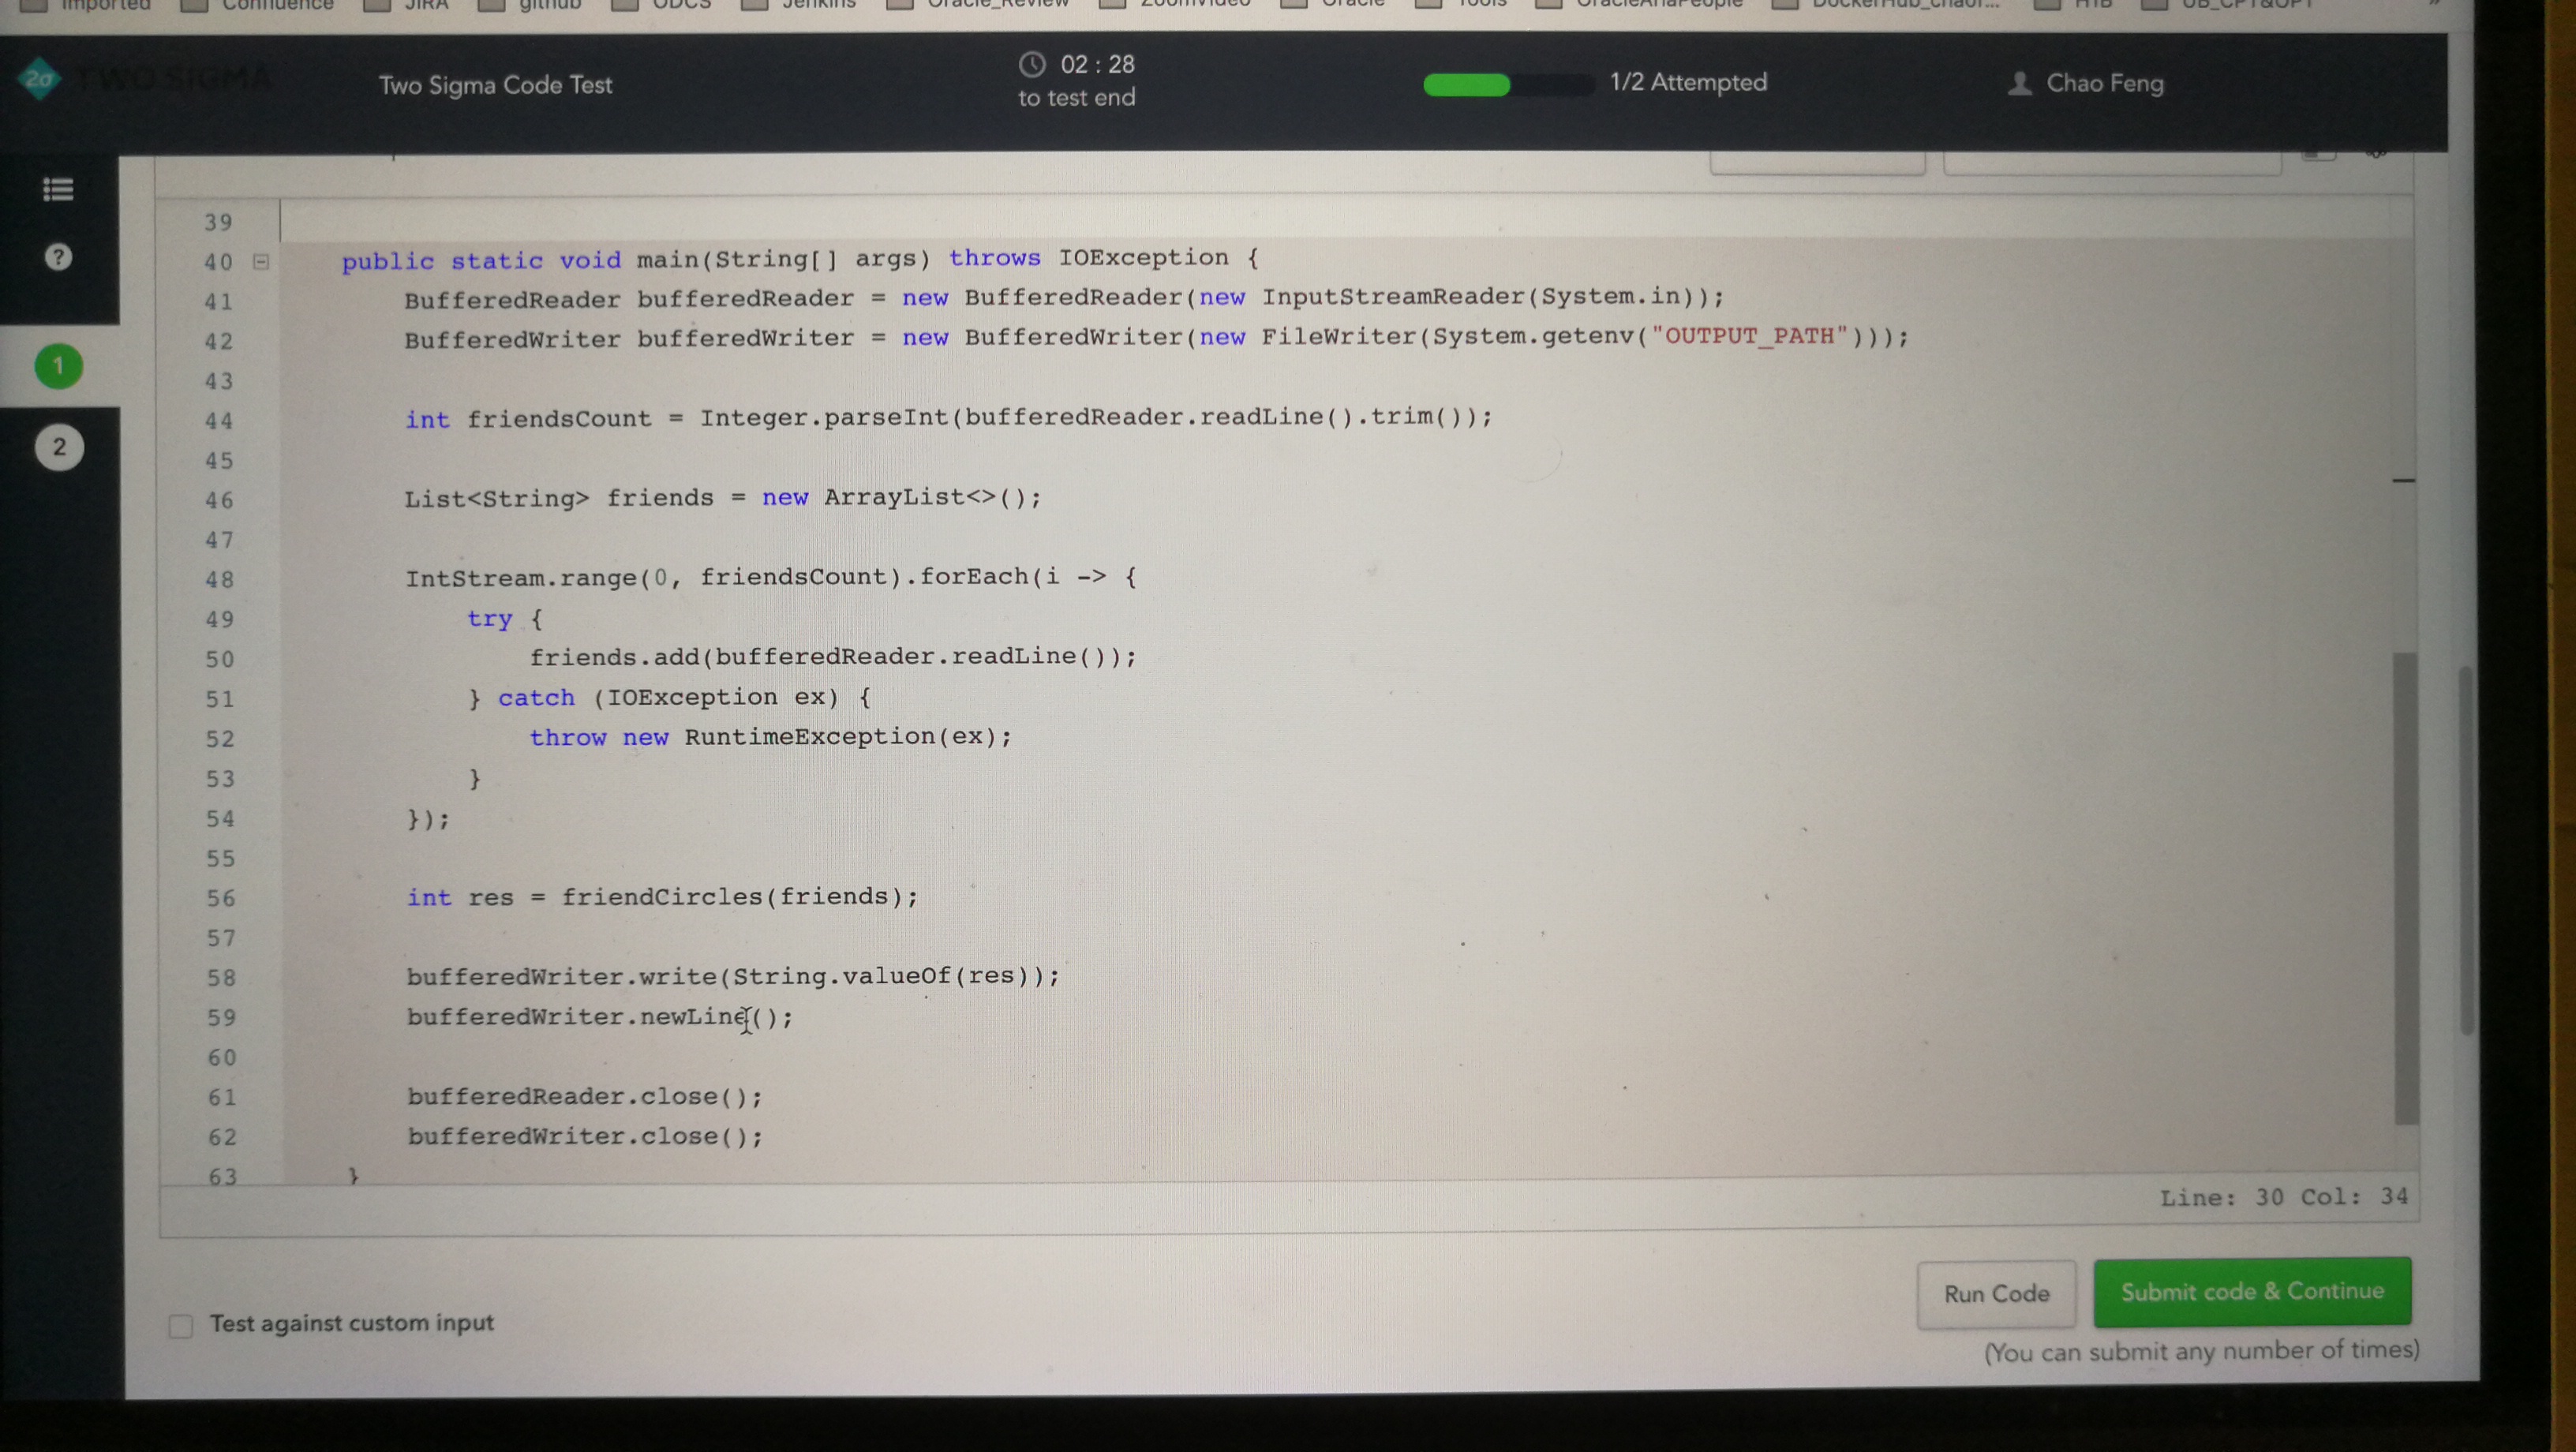 Imported Confluence JIRA github ODCS Jenkins Oracle_Review ZoomVideo Oracle Tools OracleAriaPeople
2σ TWO SIGMA Two Sigma Code Test 02 : 28 1/2 Attempted Chao Feng
to test end
39
?
40 public static void main(String[] args) throws IOException {
41 BufferedReader bufferedReader = new BufferedReader(new InputStreamReader(System.in));
42 BufferedWriter bufferedWriter = new BufferedWriter(new FileWriter(System.getenv("OUTPUT_PATH")));
1
43
44 int friendsCount = Integer.parseInt(bufferedReader.readLine().trim());
2
45
46 List<String> friends = new ArrayList<>();
47
48 IntStream.range(0, friendsCount).forEach(i -> {
49 try {
50 friends.add(bufferedReader.readLine());
51 } catch (IOException ex) {
52 throw new RuntimeException(ex);
53 }
54 });
55
56 int res = friendCircles(friends);
57
58 bufferedWriter.write(String.valueOf(res));
59 bufferedWriter.newLine();
60
61 bufferedReader.close();
62 bufferedWriter.close();
63 }
Line: 30 Col: 34
Test against custom input Run Code Submit code & Continue
(You can submit any number of times)